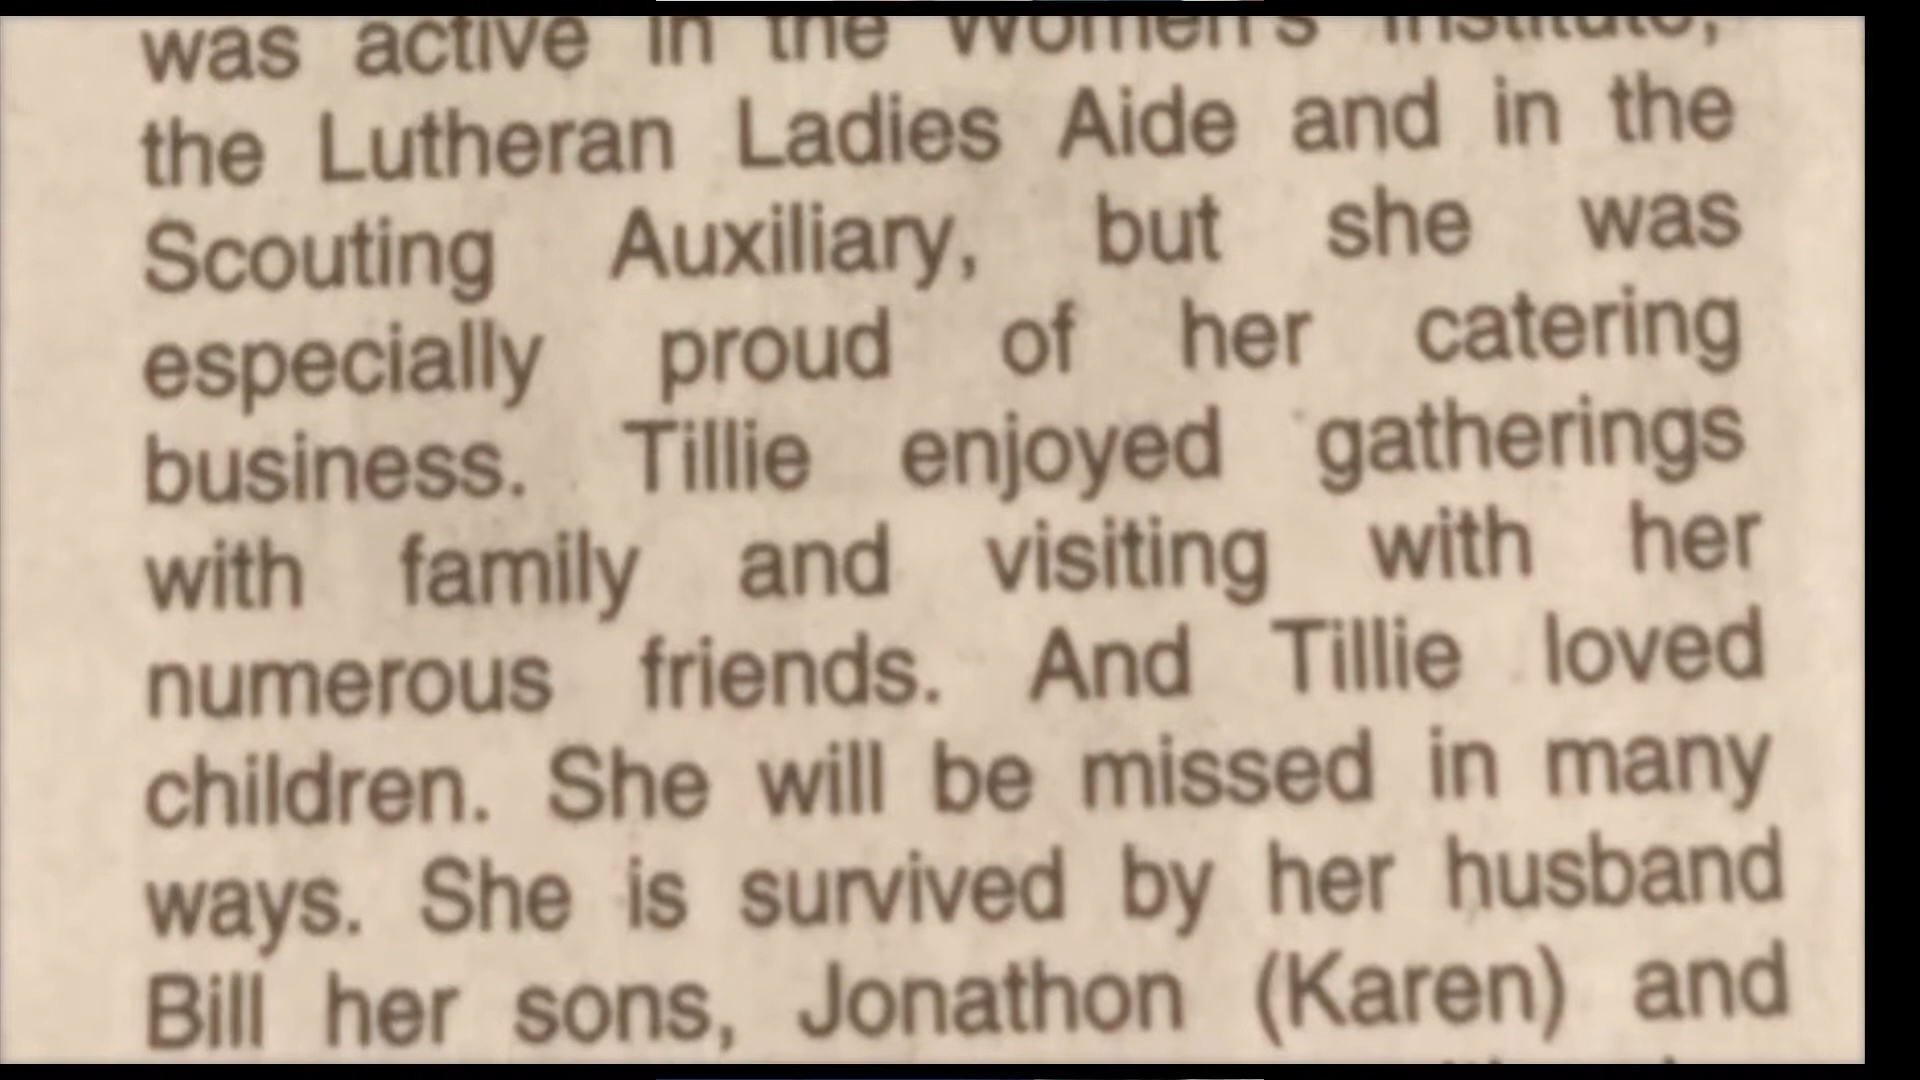 was active in the Women's Institute,
the Lutheran Ladies Aide and in the
Scouting Auxiliary, but she was
especially proud of her catering
business. Tillie enjoyed gatherings
with family and visiting with her
numerous friends. And Tillie loved
children. She will be missed in many
ways. She is survived by her husband
Bill her sons, Jonathon (Karen) and